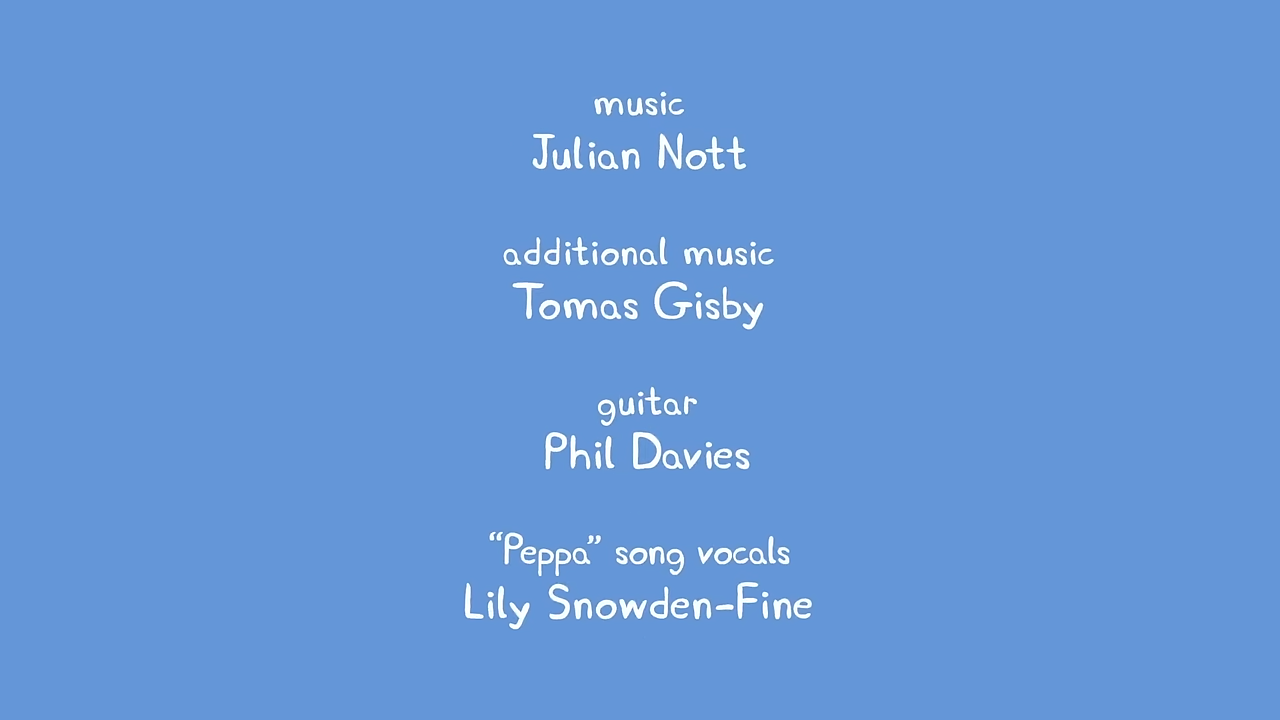 music
Julian Nott
additional music
Tomas Gisby
guitar
Phil Davies
“Peppa” song vocals
Lily Snowden-Fine